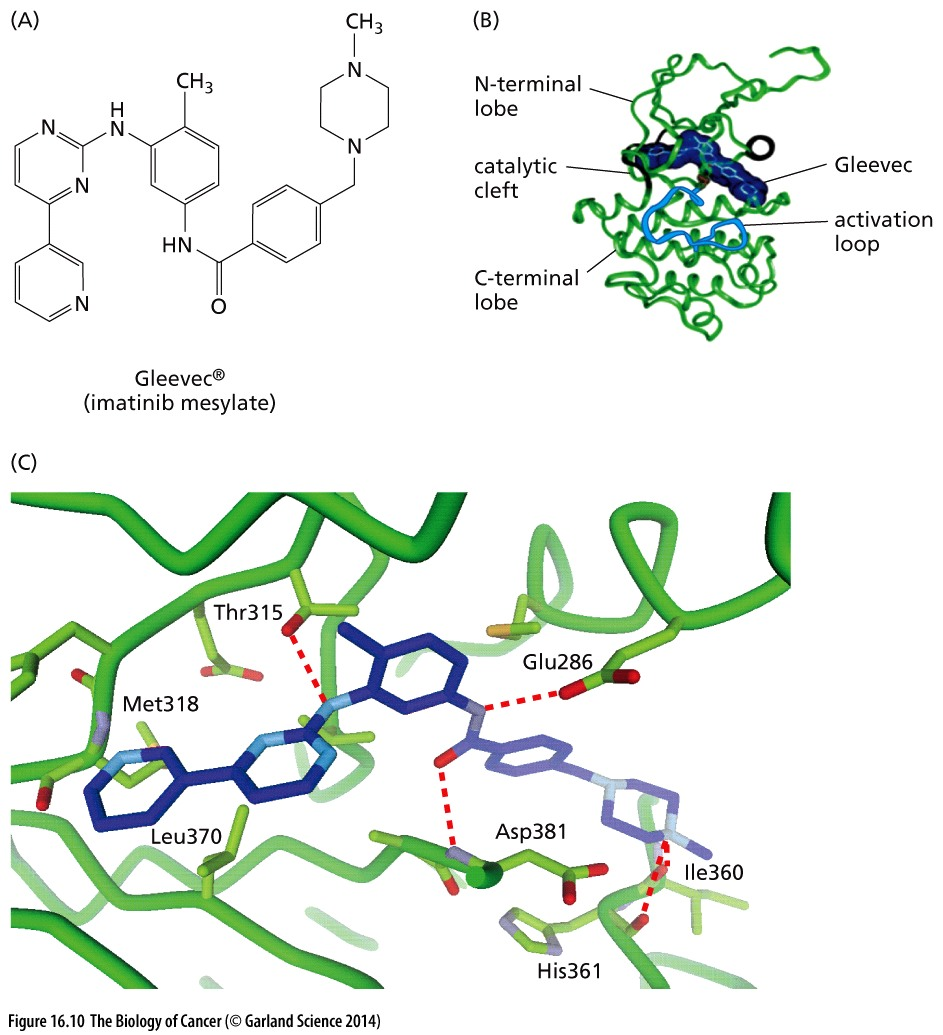 (A)
CH₃
N
CH₃
N
H
N
N
N
HN
O
N
Gleevec®
(imatinib mesylate)
(B)
N-terminal
lobe
catalytic
cleft
C-terminal
lobe
Gleevec
activation
loop
(C)
Thr315
Glu286
Met318
Leu370
Asp381
Ile360
His361
Figure 16.10 The Biology of Cancer (© Garland Science 2014)